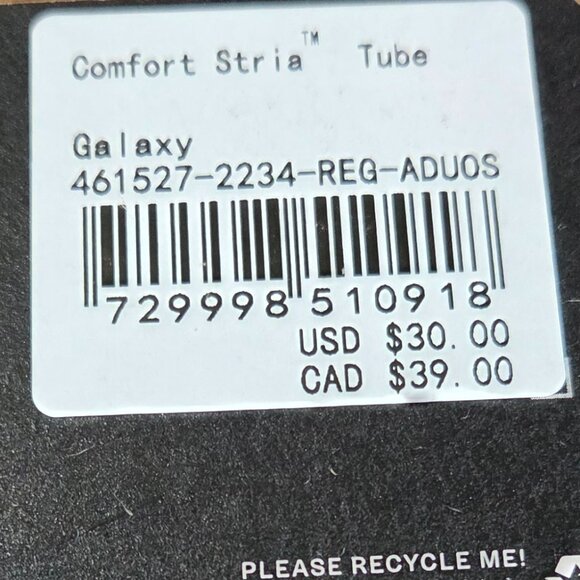 Comfort Stria™ Tube
Galaxy
461527-2234-REG-ADUOS
729998 510918
USD $30.00
CAD $39.00
PLEASE RECYCLE ME!